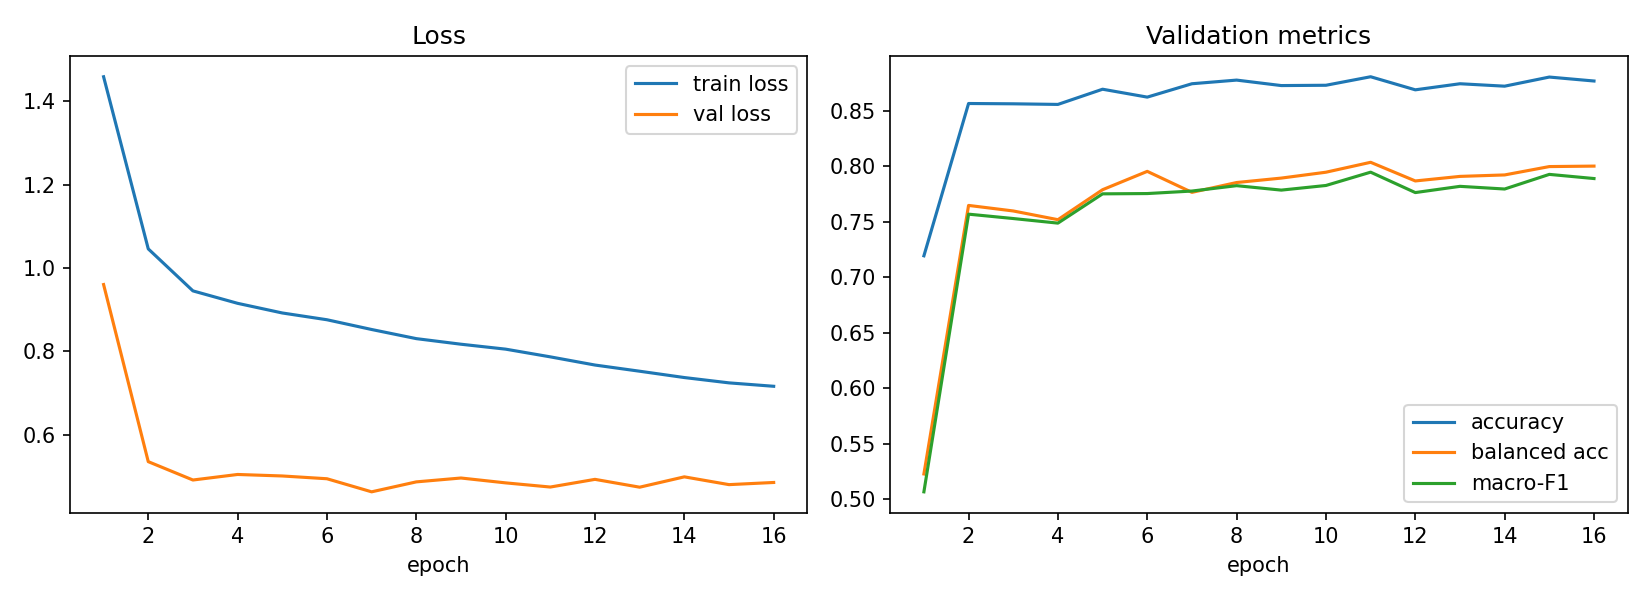 Loss
train loss
val loss
1.4
1.2
1.0
0.8
0.6
2 4 6 8 10 12 14 16
epoch
Validation metrics
0.85
0.80
0.75
0.70
0.65
0.60
0.55
0.50
accuracy
balanced acc
macro-F1
2 4 6 8 10 12 14 16
epoch